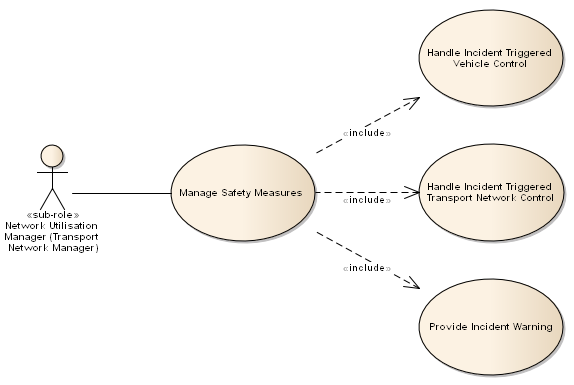 Handle Incident Triggered
Vehicle Control
«include»
«sub-role»
Network Utilisation
Manager (Transport
Network Manager)
Manage Safety Measures
«include»
Handle Incident Triggered
Transport Network Control
«include»
Provide Incident Warning